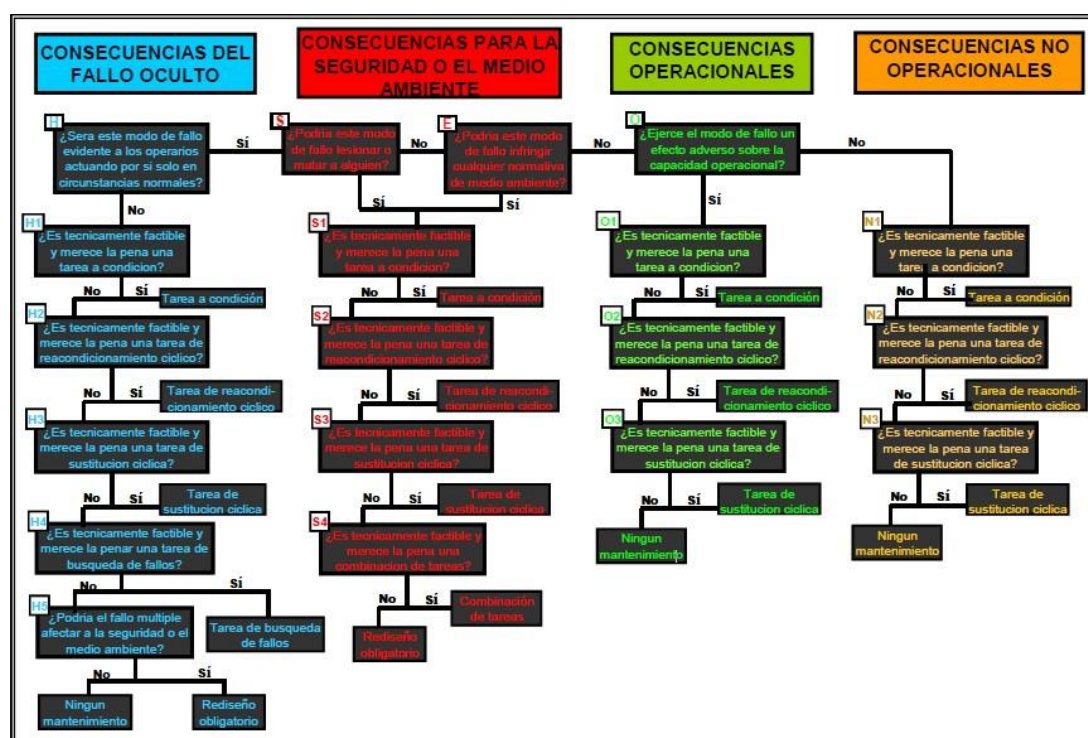 CONSECUENCIAS DEL
FALLO OCULTO
CONSECUENCIAS PARA LA
SEGURIDAD O EL MEDIO
AMBIENTE
CONSECUENCIAS
OPERACIONALES
CONSECUENCIAS NO
OPERACIONALES
H
¿Sera este modo de fallo
evidente a los operarios
actuando por si solo en
circunstancias normales?
Sí
S
¿Podria este modo
de fallo lesionar o
matar a alguien?
No
E
¿Podria este modo
de fallo infringir
cualquier normativa
de medio ambiente?
No
O
¿Ejerce el modo de fallo un
efecto adverso sobre la
capacidad operacional?
No
No
Sí
Sí
Sí
H1
¿Es tecnicamente factible
y merece la pena una
tarea a condicion?
No
Sí
Tarea a condición
H2
¿Es tecnicamente factible y
merece la pena una tarea de
reacondicionamiento ciclico?
No
Sí
Tarea de reacondi-
cionamiento ciclico
H3
¿Es tecnicamente factible y
merece la pena una tarea de
sustitucion ciclica?
No
Sí
Tarea de
sustitucion ciclica
H4
¿Es tecnicamente factible y
merece la penar una tarea de
busqueda de fallos?
No
Sí
Tarea de busqueda
de fallos
H5
¿Podria el fallo multiple
afectar a la seguridad o el
medio ambiente?
No
Sí
Ningun
mantenimiento
Rediseño
obligatorio
S1
¿Es tecnicamente factible
y merece la pena una
tarea a condicion?
No
Sí
Tarea a condición
S2
¿Es tecnicamente factible y
merece la pena una tarea de
reacondicionamiento ciclico?
No
Sí
Tarea de reacondi-
cionamiento ciclico
S3
¿Es tecnicamente factible y
merece la pena una tarea de
sustitucion ciclica?
No
Sí
Tarea de
sustitucion ciclica
S4
¿Es tecnicamente factible y
merece la pena una
combinacion de tareas?
No
Sí
Combinación
de tareas
Rediseño
obligatorio
O1
¿Es tecnicamente factible
y merece la pena una
tarea a condicion?
No
Sí
Tarea a condición
O2
¿Es tecnicamente factible y
merece la pena una tarea de
reacondicionamiento ciclico?
No
Sí
Tarea de reacondi-
cionamiento ciclico
O3
¿Es tecnicamente factible y
merece la pena una tarea de
sustitucion ciclica?
No
Sí
Tarea de
sustitucion ciclica
Ningun
mantenimiento
N1
¿Es tecnicamente factible
y merece la pena una
tarea a condicion?
No
Sí
Tarea a condición
N2
¿Es tecnicamente factible y
merece la pena una tarea de
reacondicionamiento ciclico?
No
Sí
Tarea de reacondi-
cionamiento ciclico
N3
¿Es tecnicamente factible y
merece la pena una tarea
de sustitucion ciclica?
No
Sí
Tarea de
sustitucion ciclica
Ningun
mantenimiento